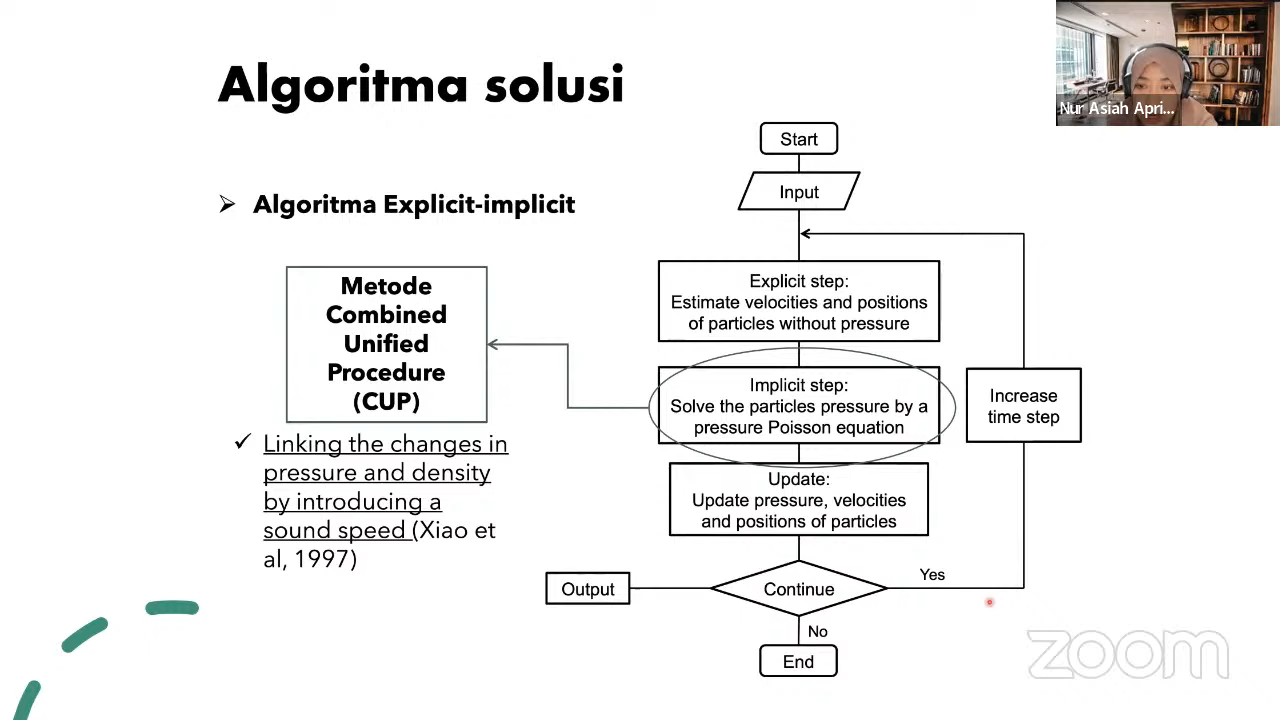 Algoritma solusi
Nur Asiah Apri...
➢ Algoritma Explicit-implicit
Metode
Combined
Unified
Procedure
(CUP)
✓ Linking the changes in
pressure and density
by introducing a
sound speed (Xiao et
al, 1997)
Start
Input
Explicit step:
Estimate velocities and positions
of particles without pressure
Implicit step:
Solve the particles pressure by a
pressure Poisson equation
Increase
time step
Update:
Update pressure, velocities
and positions of particles
Output
Continue
Yes
No
End
zoom